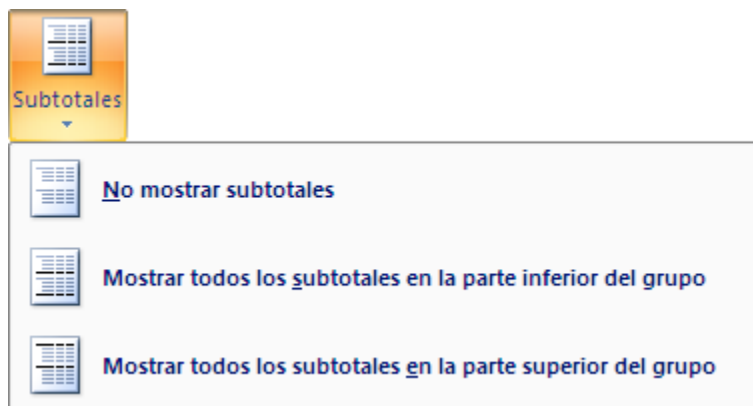 Subtotales
No mostrar subtotales
Mostrar todos los subtotales en la parte inferior del grupo
Mostrar todos los subtotales en la parte superior del grupo